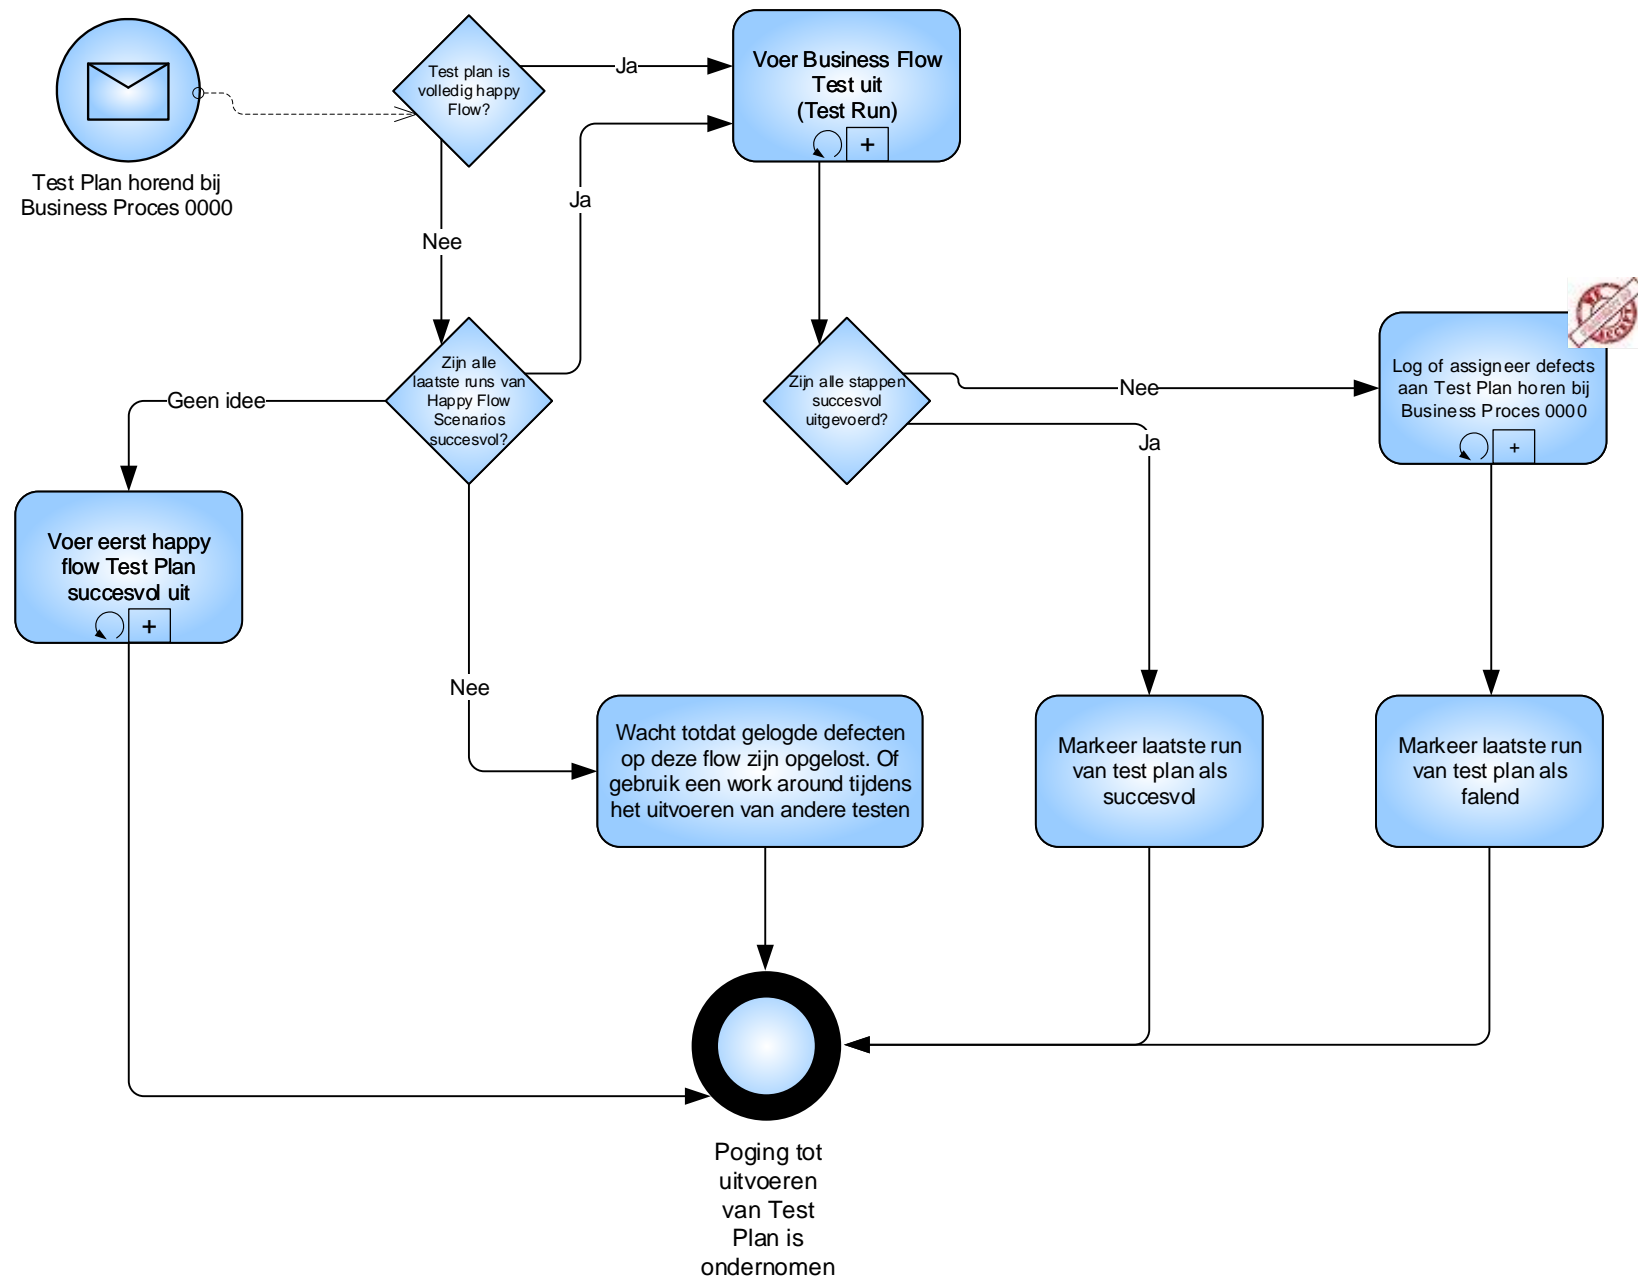 Test Plan horend bij
Business Proces 0000
Test plan is
volledig happy
Flow?
Ja
Voer Business Flow
Test uit
(Test Run)
+
Ja
Nee
Zijn alle
laatste runs van
Happy Flow
Scenarios
succesvol?
Geen idee
Zijn alle stappen
succesvol
uitgevoerd?
Nee
Log of assigneer defects
aan Test Plan horen bij
Business Proces 0000
+
Ja
Voer eerst happy
flow Test Plan
succesvol uit
+
Nee
Wacht totdat gelogde defecten
op deze flow zijn opgelost. Of
gebruik een work around tijdens
het uitvoeren van andere testen
Markeer laatste run
van test plan als
succesvol
Markeer laatste run
van test plan als
falend
Poging tot
uitvoeren
van Test
Plan is
ondernomen